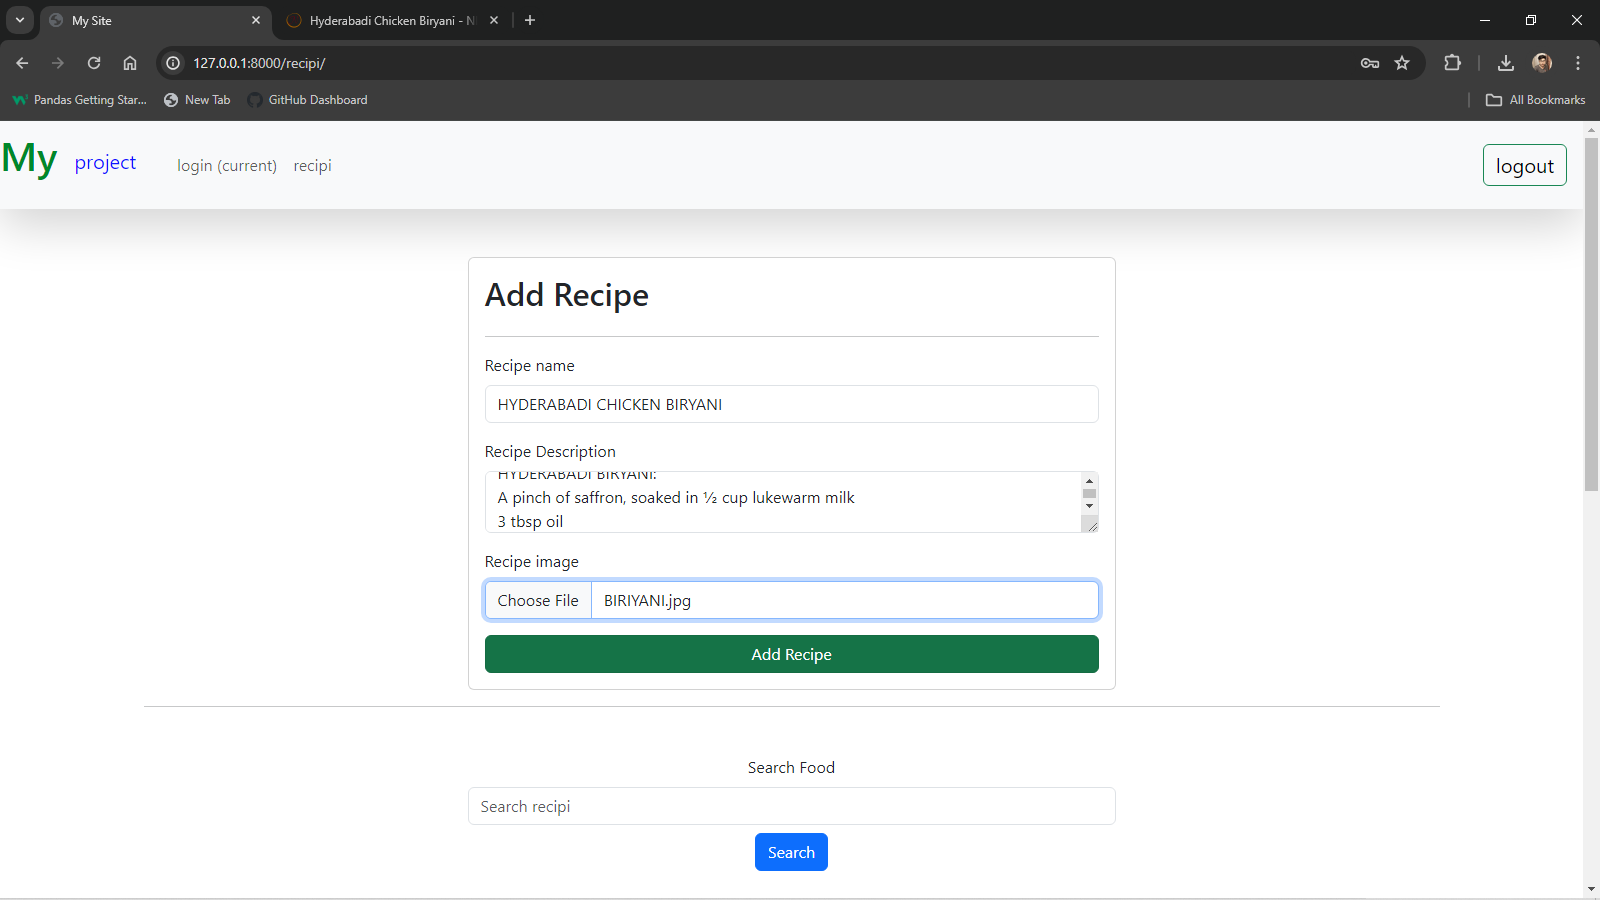 My Site
Hyderabadi Chicken Biryani - N
127.0.0.1:8000/recipi/
Pandas Getting Star...
New Tab
GitHub Dashboard
All Bookmarks
My project
login (current)
recipi
logout
Add Recipe
Recipe name
HYDERABADI CHICKEN BIRYANI
Recipe Description
HYDERABADI BIRYANI:
A pinch of saffron, soaked in ½ cup lukewarm milk
3 tbsp oil
Recipe image
Choose File
BIRIYANI.jpg
Add Recipe
Search Food
Search recipi
Search